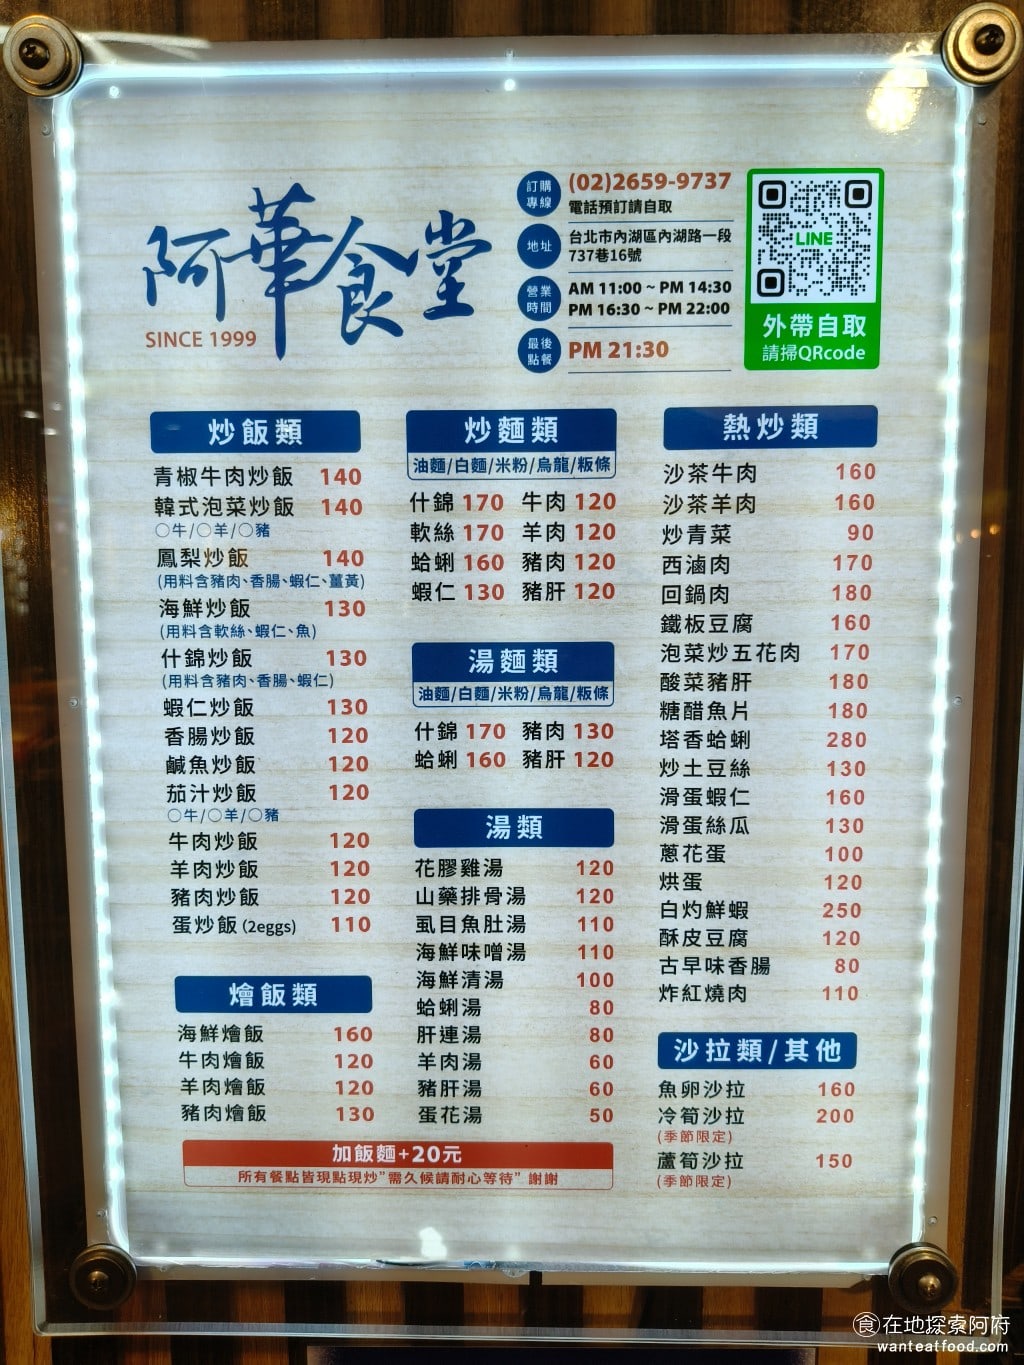 阿華食堂
SINCE 1999
訂購專線
(02)2659-9737
電話預訂請自取
地址
台北市內湖區內湖路一段
737巷16號
營業時間
AM 11:00 ~ PM 14:30
PM 16:30 ~ PM 22:00
最後點餐
PM 21:30
LINE
外帶自取
請掃QRcode
炒飯類
青椒牛肉炒飯 140
韓式泡菜炒飯 140
○牛/○羊/○豬
鳳梨炒飯 140
(用料含豬肉、香腸、蝦仁、薑黃)
海鮮炒飯 130
(用料含軟絲、蝦仁、魚)
什錦炒飯 130
(用料含豬肉、香腸、蝦仁)
蝦仁炒飯 130
香腸炒飯 120
鹹魚炒飯 120
茄汁炒飯 120
○牛/○羊/○豬
牛肉炒飯 120
羊肉炒飯 120
豬肉炒飯 120
蛋炒飯 (2eggs) 110
燴飯類
海鮮燴飯 160
牛肉燴飯 120
羊肉燴飯 120
豬肉燴飯 130
炒麵類
油麵/白麵/米粉/烏龍/粄條
什錦 170 牛肉 120
軟絲 170 羊肉 120
蛤蜊 160 豬肉 120
蝦仁 130 豬肝 120
湯麵類
油麵/白麵/米粉/烏龍/粄條
什錦 170 豬肉 130
蛤蜊 160 豬肝 120
湯類
花膠雞湯 120
山藥排骨湯 120
虱目魚肚湯 110
海鮮味噌湯 110
海鮮清湯 100
蛤蜊湯 80
肝連湯 80
羊肉湯 60
豬肝湯 60
蛋花湯 50
加飯麵+20元
所有餐點皆現點現炒"需久候請耐心等待" 謝謝
熱炒類
沙茶牛肉 160
沙茶羊肉 160
炒青菜 90
西滷肉 170
回鍋肉 180
鐵板豆腐 160
泡菜炒五花肉 170
酸菜豬肝 180
糖醋魚片 180
塔香蛤蜊 280
炒土豆絲 130
滑蛋蝦仁 160
滑蛋絲瓜 130
蔥花蛋 100
烘蛋 120
白灼鮮蝦 250
酥皮豆腐 120
古早味香腸 80
炸紅燒肉 110
沙拉類/其他
魚卵沙拉 160
冷筍沙拉 200
(季節限定)
蘆筍沙拉 150
(季節限定)
食在地探索阿府
wanteatfood.com